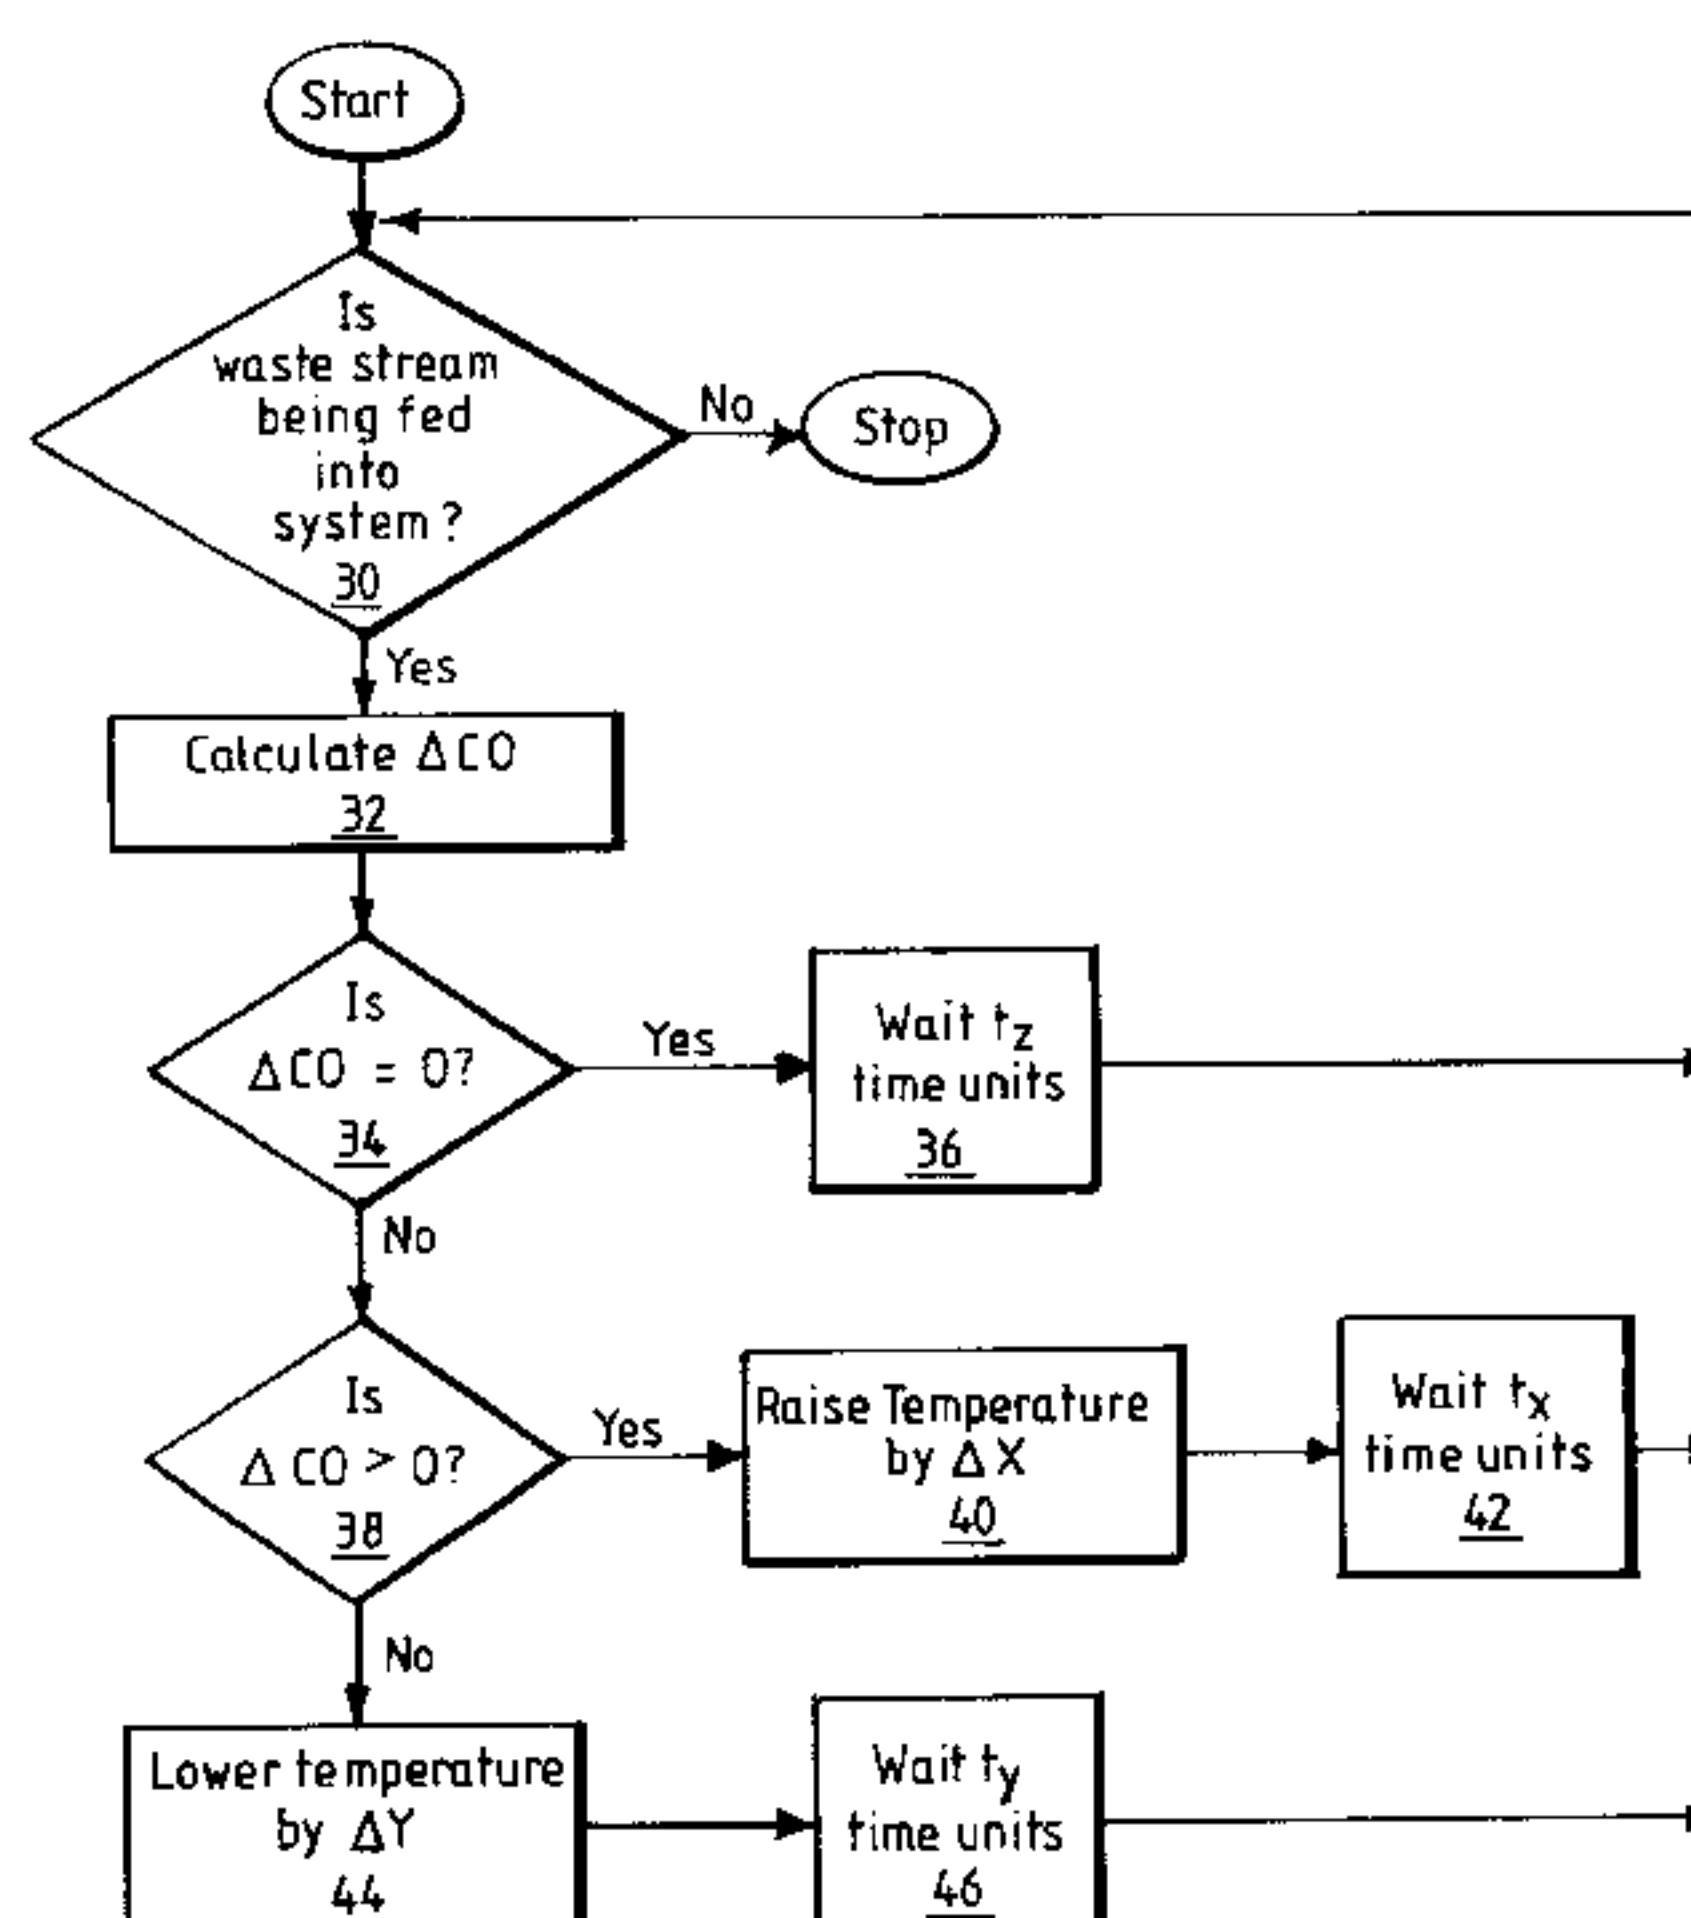 Start
Is
waste stream
being fed
into
system?
30
No
Stop
Yes
Calculate ΔCO
32
Is
ΔCO = 0?
34
Yes
Wait tz
time units
36
No
Is
ΔCO > 0?
38
Yes
Raise Temperature
by ΔX
40
Wait tx
time units
42
No
Lower temperature
by ΔY
44
Wait ty
time units
46